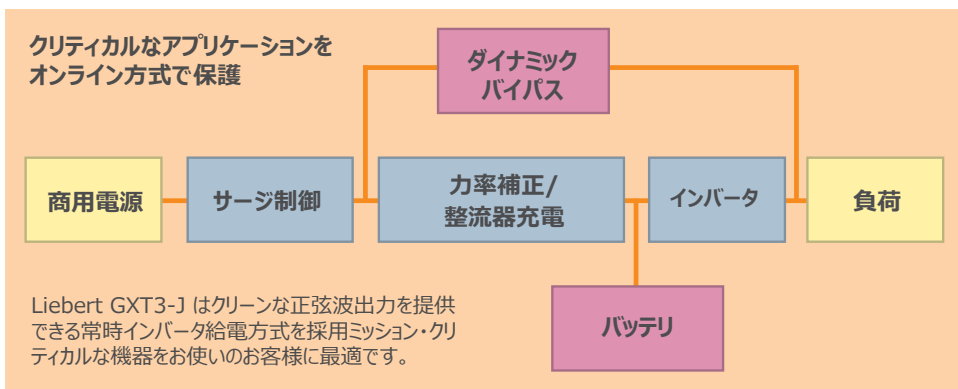 クリティカルなアプリケーションを
オンライン方式で保護
ダイナミック
バイパス
商用電源
サージ制御
力率補正/
整流器充電
インバータ
負荷
バッテリ
Liebert GXT3-J はクリーンな正弦波出力を提供
できる常時インバータ給電方式を採用ミッション・クリ
ティカルな機器をお使いのお客様に最適です。